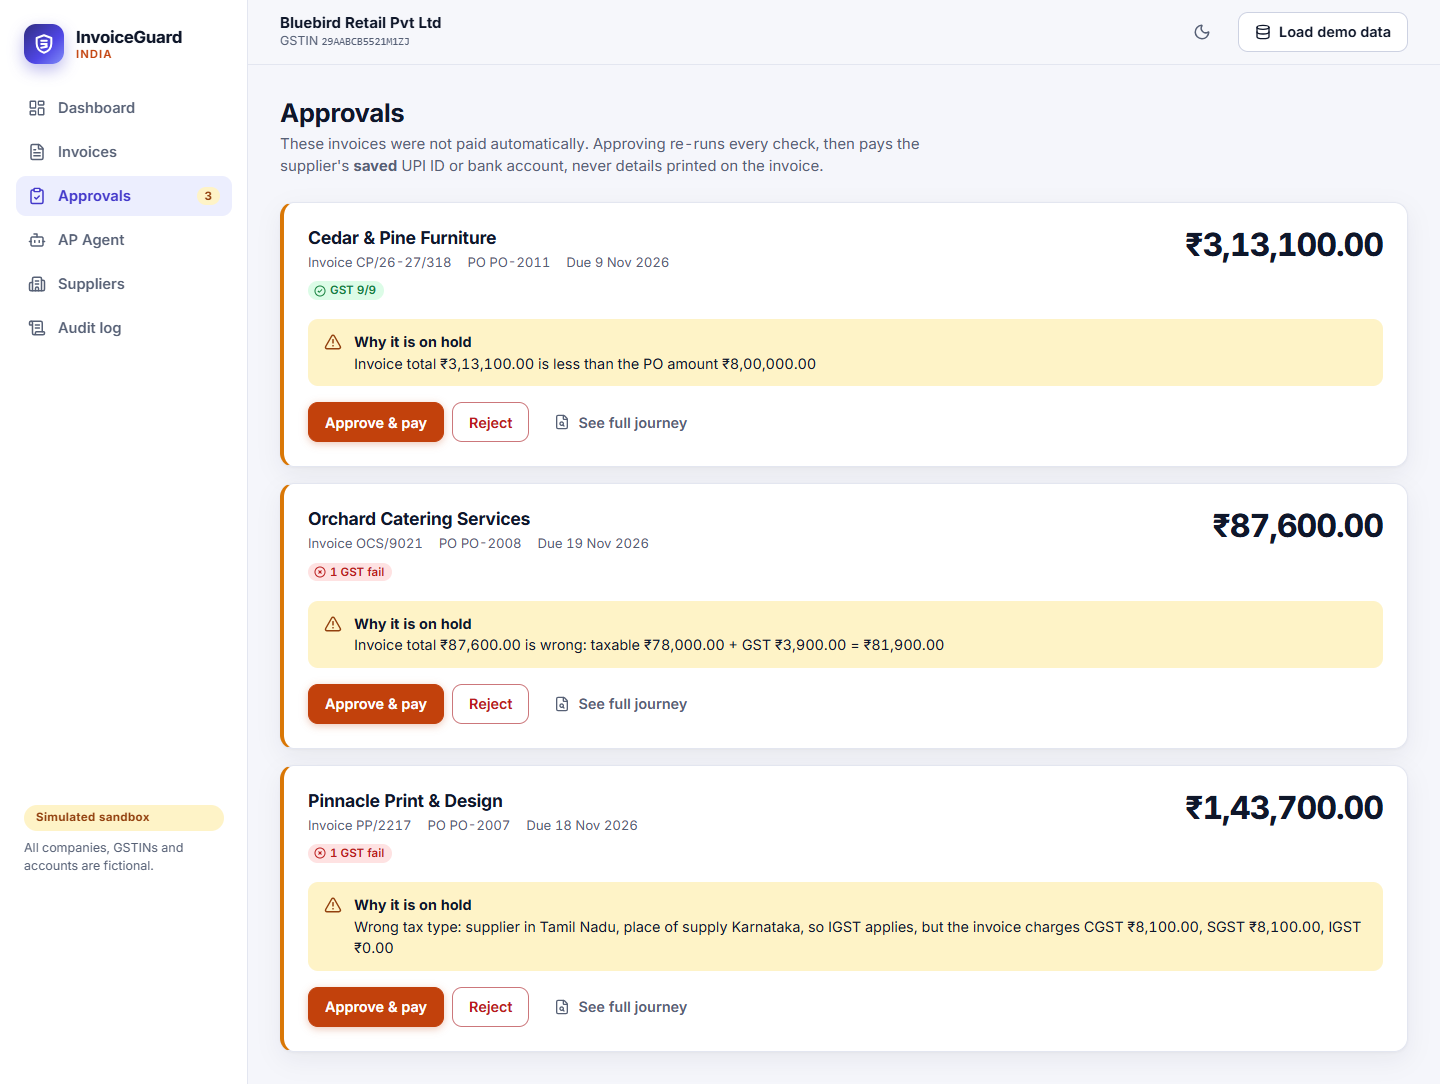 InvoiceGuard
INDIA
Dashboard
Invoices
Approvals 3
AP Agent
Suppliers
Audit log
Simulated sandbox
All companies, GSTINs and
accounts are fictional.
Bluebird Retail Pvt Ltd
GSTIN 29AABCB5521M1ZJ
Load demo data
Approvals
These invoices were not paid automatically. Approving re-runs every check, then pays the
supplier's saved UPI ID or bank account, never details printed on the invoice.
Cedar & Pine Furniture
₹3,13,100.00
Invoice CP/26-27/318 PO PO-2011 Due 9 Nov 2026
GST 9/9
Why it is on hold
Invoice total ₹3,13,100.00 is less than the PO amount ₹8,00,000.00
Approve & pay Reject See full journey
Orchard Catering Services
₹87,600.00
Invoice OCS/9021 PO PO-2008 Due 19 Nov 2026
1 GST fail
Why it is on hold
Invoice total ₹87,600.00 is wrong: taxable ₹78,000.00 + GST ₹3,900.00 = ₹81,900.00
Approve & pay Reject See full journey
Pinnacle Print & Design
₹1,43,700.00
Invoice PP/2217 PO PO-2007 Due 18 Nov 2026
1 GST fail
Why it is on hold
Wrong tax type: supplier in Tamil Nadu, place of supply Karnataka, so IGST applies, but the invoice charges CGST ₹8,100.00, SGST ₹8,100.00, IGST
₹0.00
Approve & pay Reject See full journey